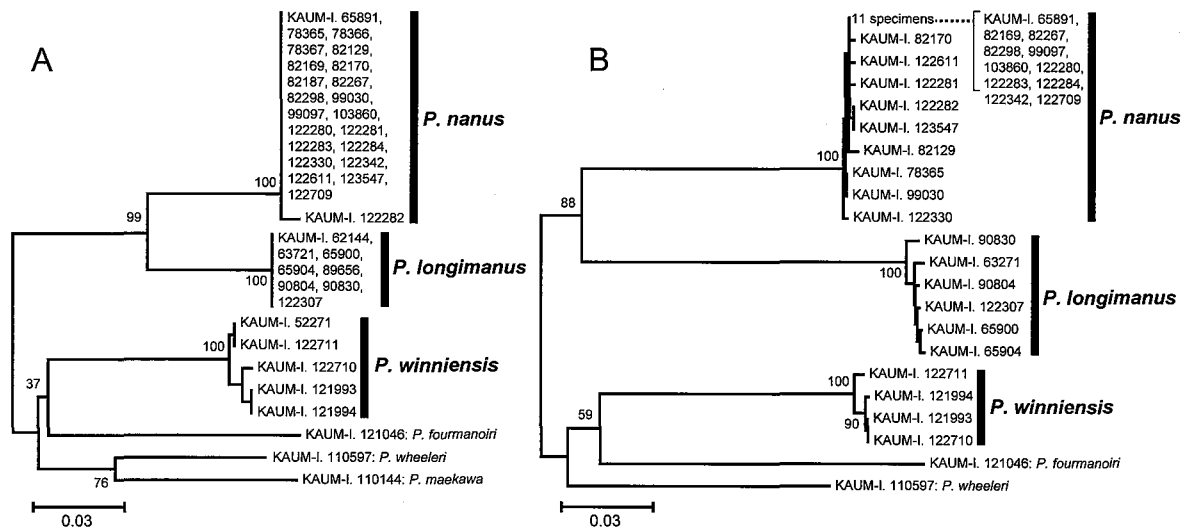 A
KAUM-I. 65891,
78365, 78366,
78367, 82129,
82169, 82170,
82187, 82267,
82298, 99030,
99097, 103860,
122280, 122281,
122283, 122284,
122330, 122342,
122611, 123547,
122709
KAUM-I. 122282
100
P. nanus
99
KAUM-I. 62144,
63721, 65900,
65904, 89656,
90804, 90830,
122307
100
P. longimanus
KAUM-I. 52271
KAUM-I. 122711
KAUM-I. 122710
KAUM-I. 121993
KAUM-I. 121994
100
P. winniensis
37
KAUM-I. 121046: P. fourmanoiri
KAUM-I. 110597: P. wheeleri
KAUM-I. 110144: P. maekawa
76
0.03
B
11 specimens
KAUM-I. 65891,
82169, 82267,
82298, 99097,
103860, 122280,
122283, 122284,
122342, 122709
KAUM-I. 82170
KAUM-I. 122611
KAUM-I. 122281
KAUM-I. 122282
KAUM-I. 123547
KAUM-I. 82129
KAUM-I. 78365
KAUM-I. 99030
KAUM-I. 122330
100
P. nanus
88
KAUM-I. 90830
KAUM-I. 63271
KAUM-I. 90804
KAUM-I. 122307
KAUM-I. 65900
KAUM-I. 65904
100
P. longimanus
KAUM-I. 122711
KAUM-I. 121994
KAUM-I. 121993
KAUM-I. 122710
100
90
P. winniensis
59
KAUM-I. 121046: P. fourmanoiri
KAUM-I. 110597: P. wheeleri
0.03